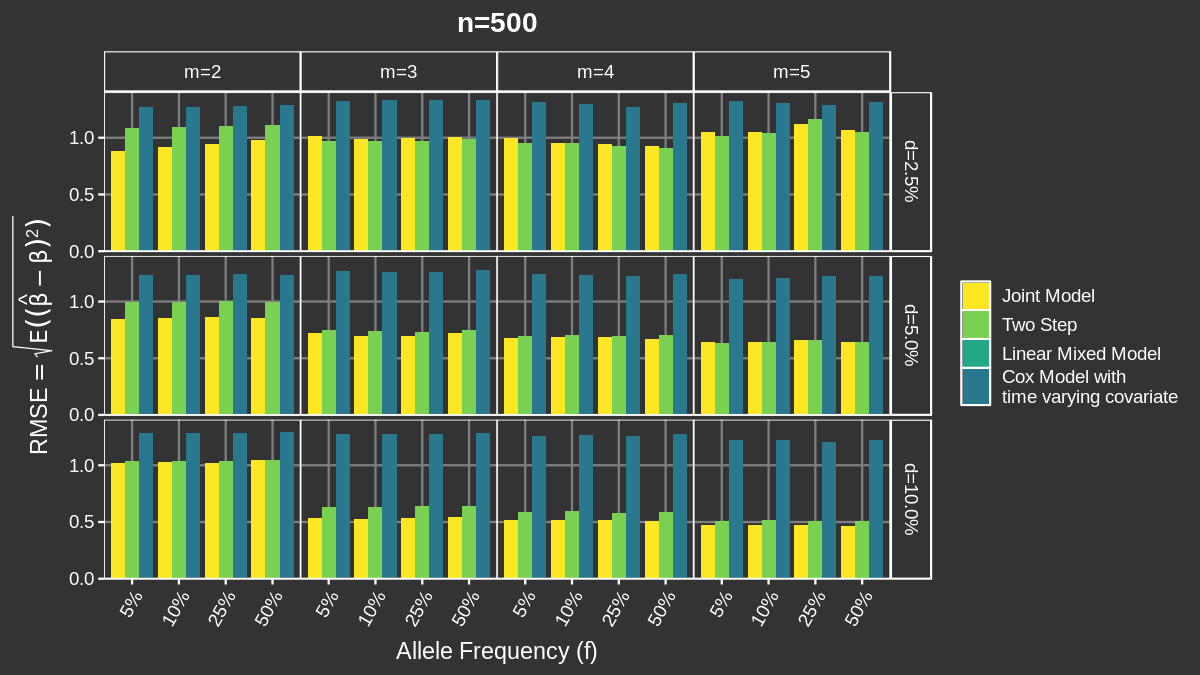 n=500
m=2 m=3 m=4 m=5
1.0
0.5
0.0
d=2.5%
1.0
0.5
0.0
d=5.0%
1.0
0.5
0.0
d=10.0%
5% 10% 25% 50% 5% 10% 25% 50% 5% 10% 25% 50% 5% 10% 25% 50%
Allele Frequency (f)
RMSE = √E((β̂ − β)²)
Joint Model
Two Step
Linear Mixed Model
Cox Model with
time varying covariate